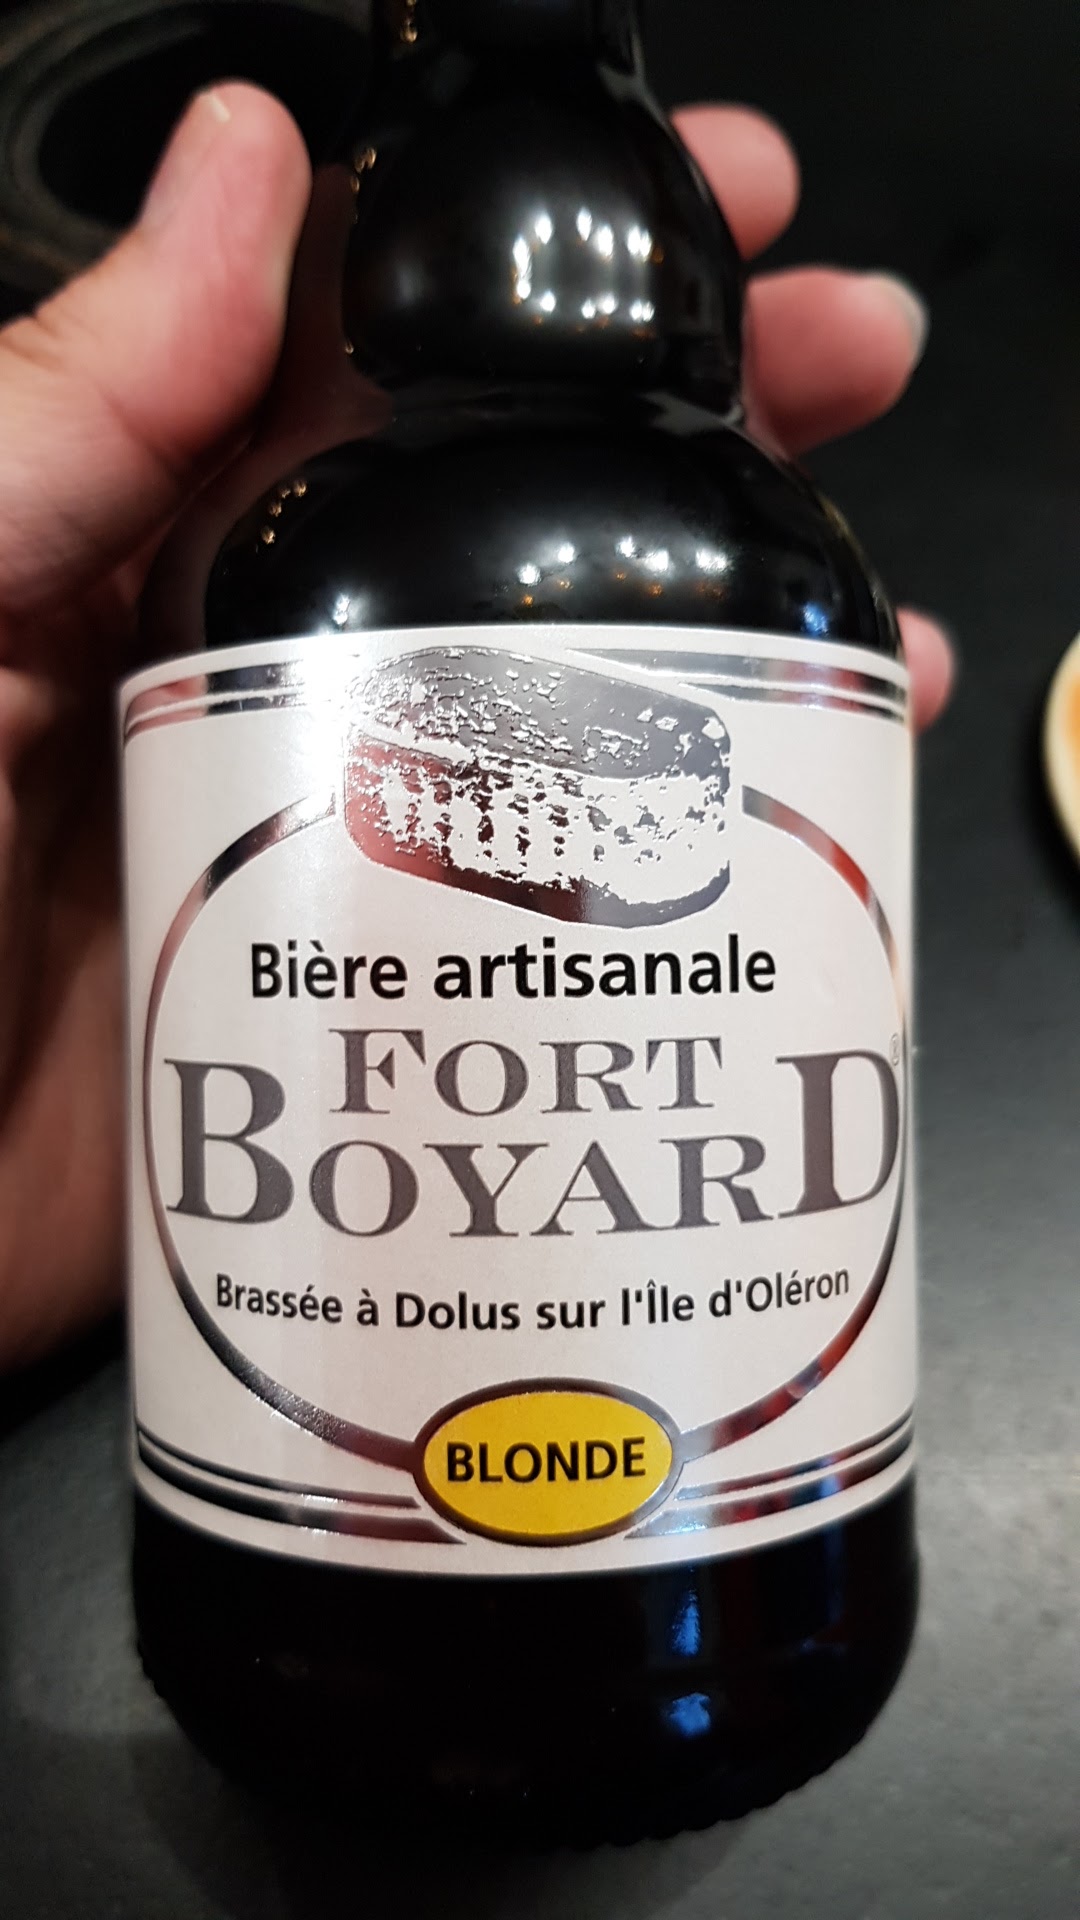 Bière artisanale
FORT
BOYARD®
Brassée à Dolus sur l'Île d'Oléron
BLONDE